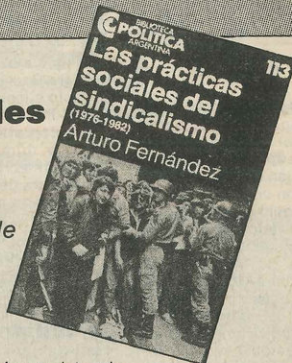 BIBLIOTECA
POLITICA
ARGENTINA
113
Las prácticas
sociales del
sindicalismo
(1976-1982)
Arturo Fernández
les
le